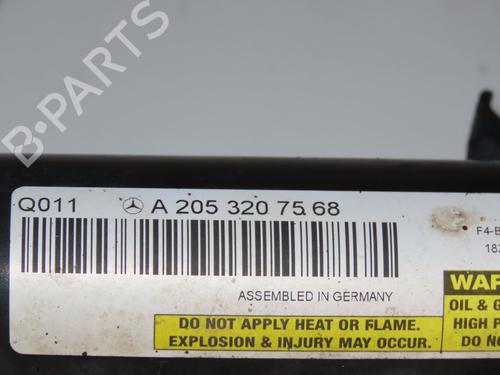 B-PARTS
Q011 A 205 320 75 68
F4-B
182
ASSEMBLED IN GERMANY
DO NOT APPLY HEAT OR FLAME.
EXPLOSION & INJURY MAY OCCUR.
WAR
OIL & G
HIGH P
DO NO